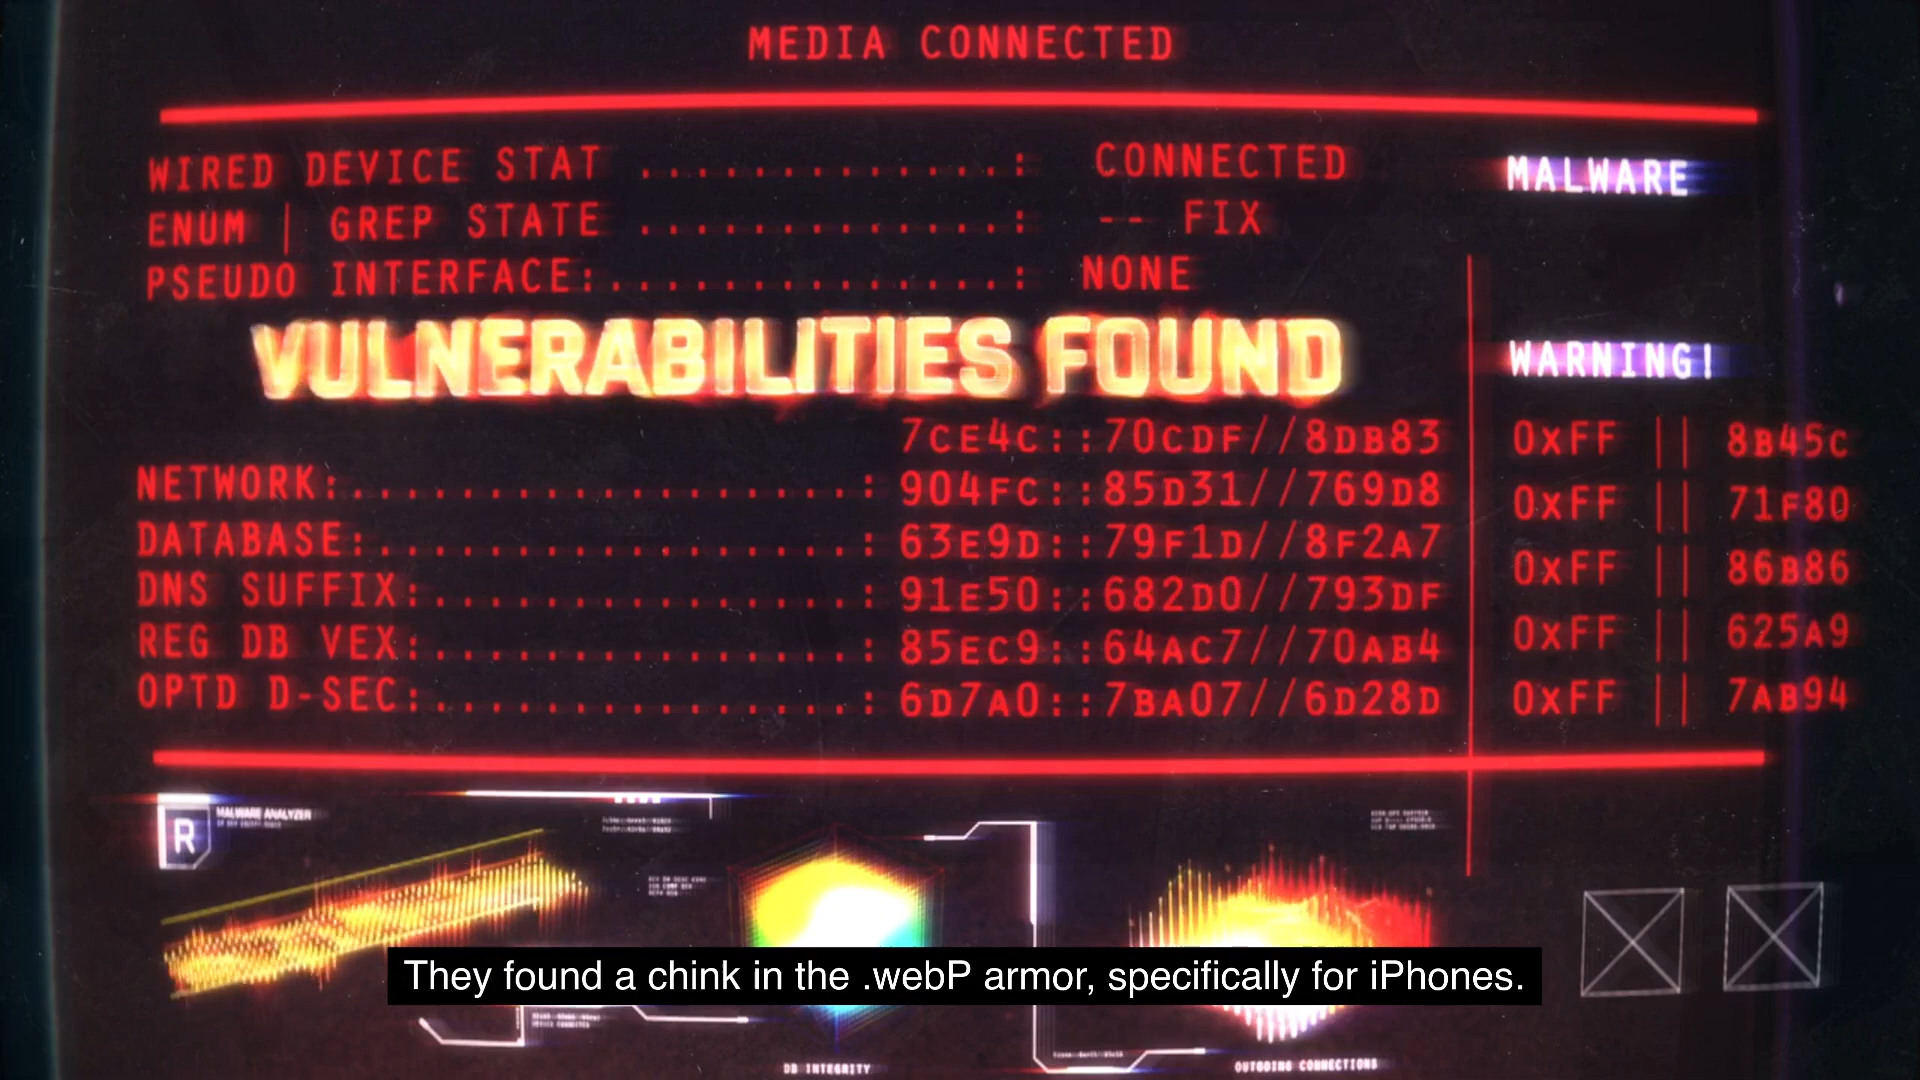 MEDIA CONNECTED
WIRED DEVICE STAT ..............: CONNECTED
MALWARE
ENUM | GREP STATE ..............: -- FIX
PSEUDO INTERFACE:...............: NONE
VULNERABILITIES FOUND
WARNING!
7CE4C::70CDF//8DB83
0xFF || 8B45C
NETWORK:....................: 904FC::85D31//769D8
0xFF || 71F80
DATABASE:...................: 63E9D::79F1D//8F2A7
0xFF || 86B86
DNS SUFFIX:.................: 91E50::682D0//793DF
0xFF || 625A9
REG DB VEX:.................: 85EC9::64AC7//70AB4
OPTD D-SEC:.................: 6D7A0::7BA07//6D28D
0xFF || 7AB94
R
MALWARE ANALYZER
They found a chink in the .webP armor, specifically for iPhones.
DB INTEGRITY
OUTGOING CONNECTIONS